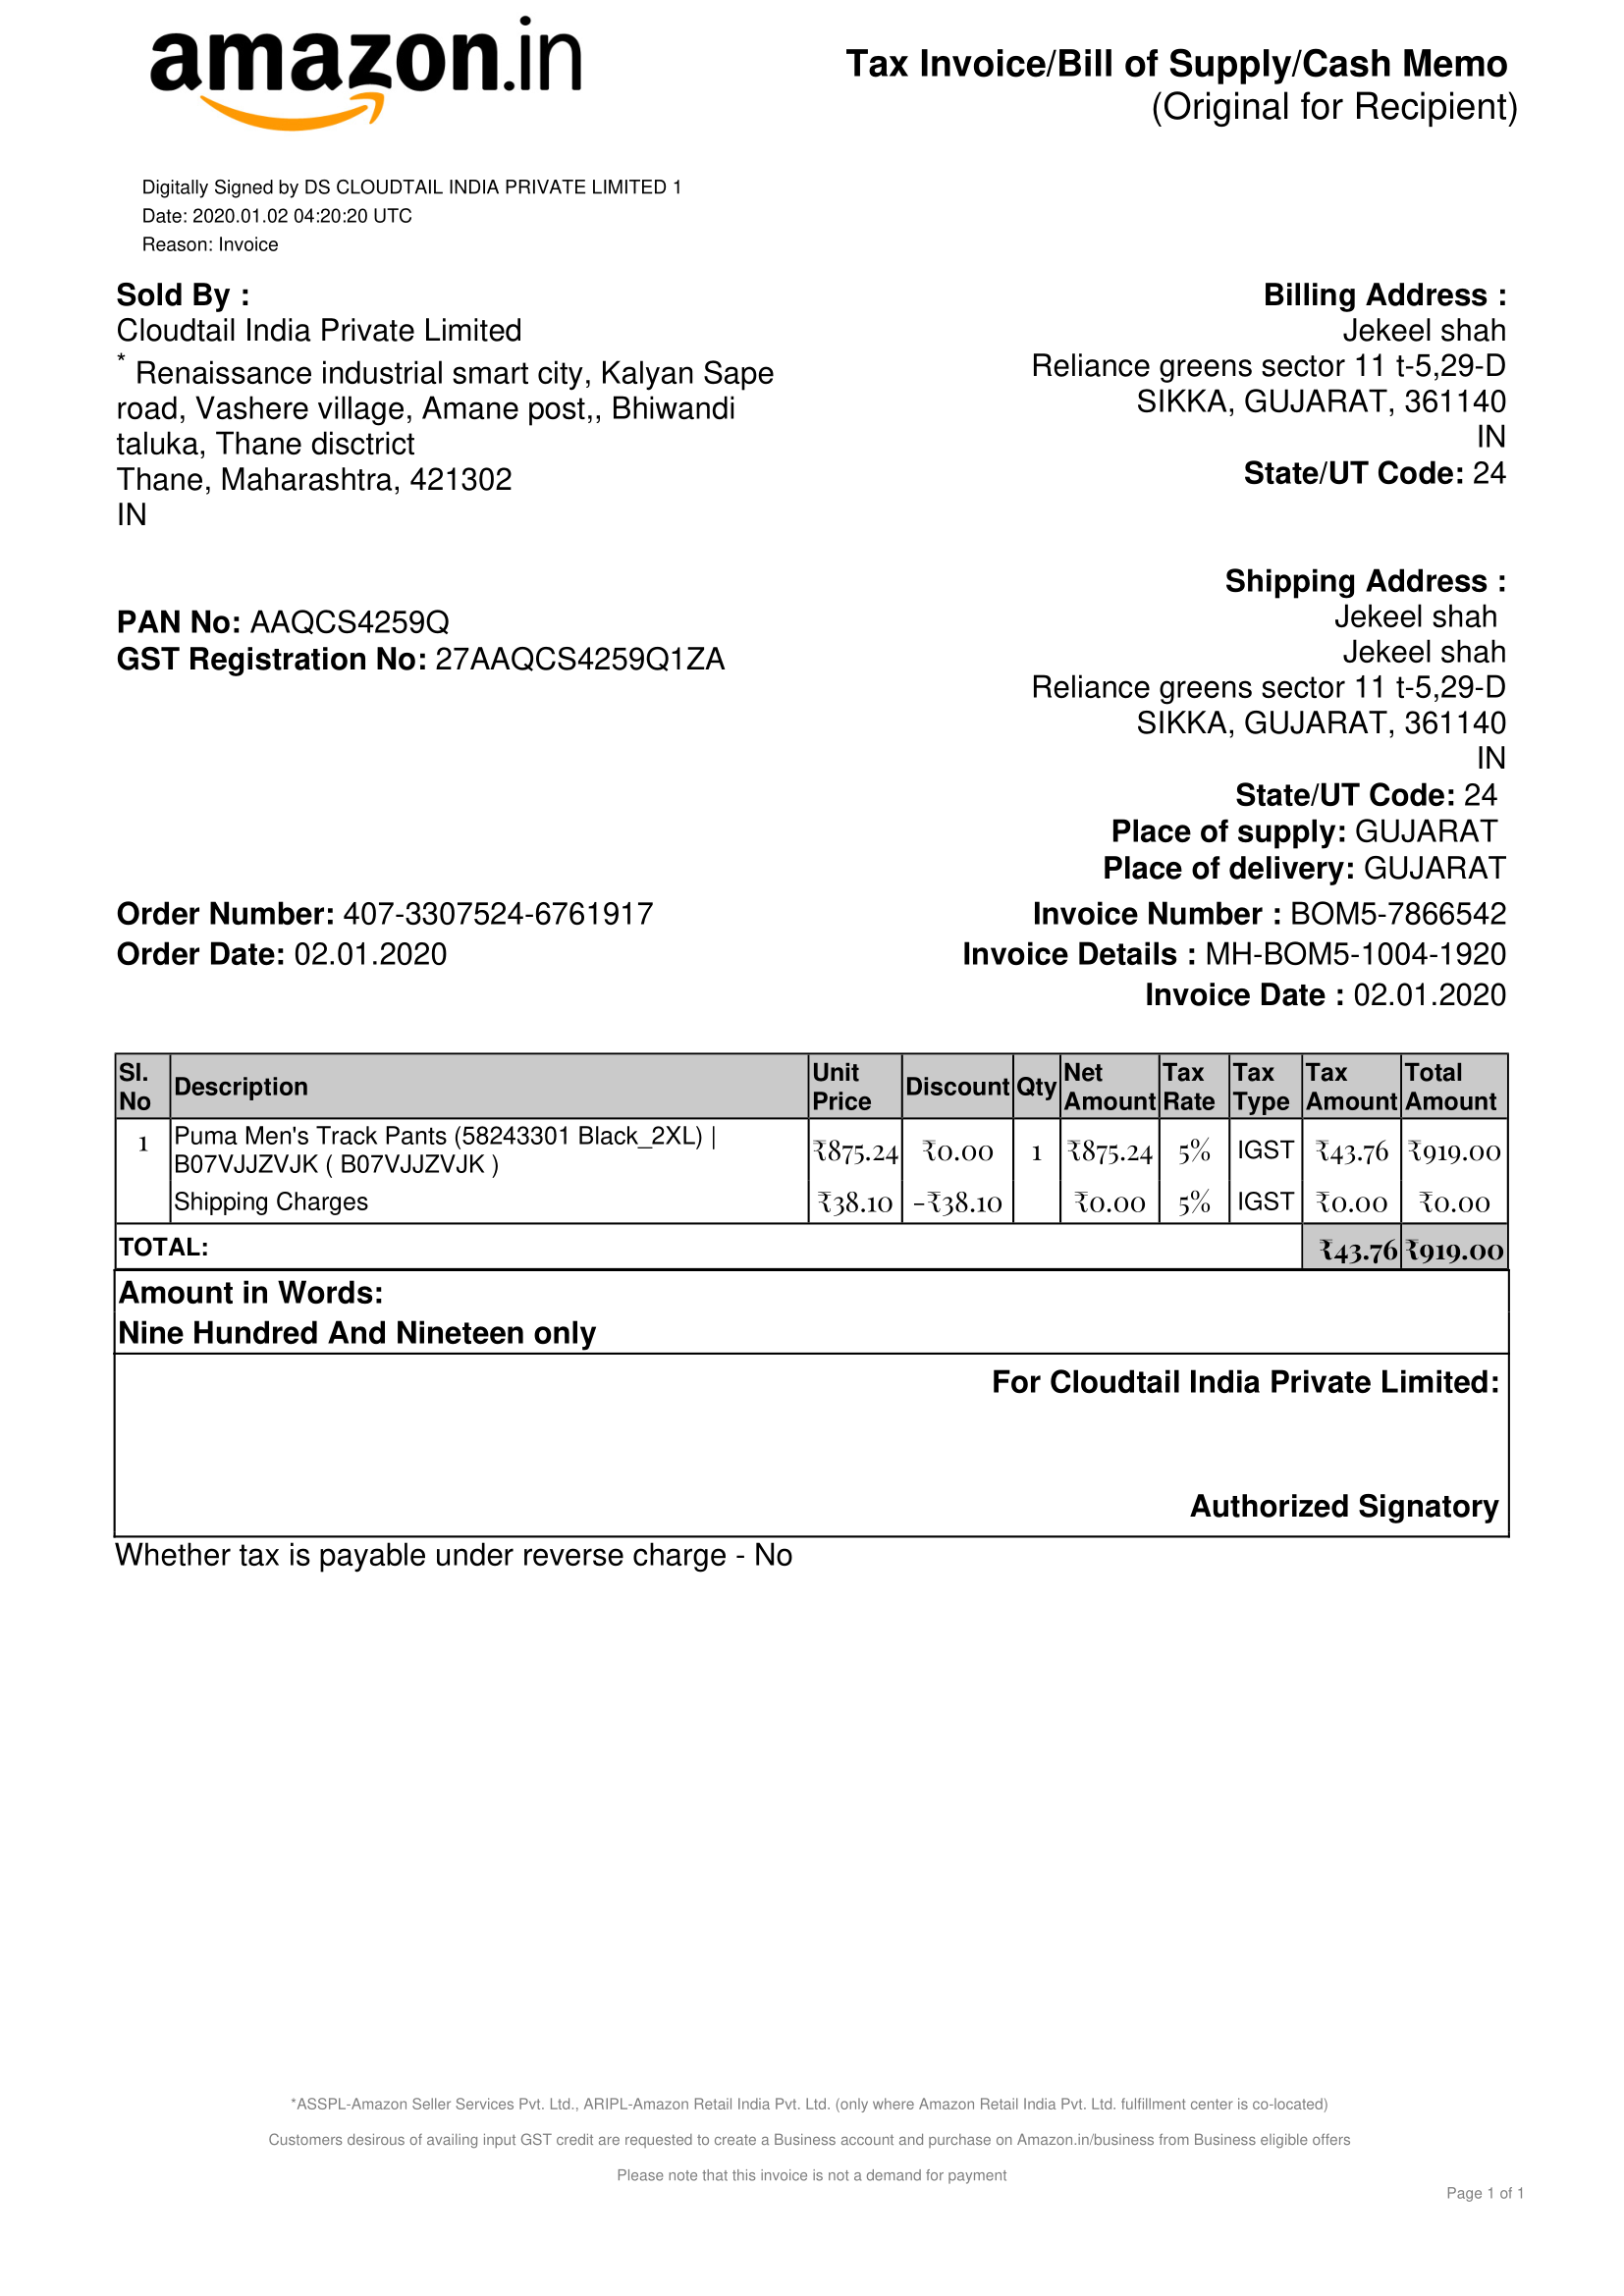 amazon.in
Tax Invoice/Bill of Supply/Cash Memo
(Original for Recipient)
Digitally Signed by DS CLOUDTAIL INDIA PRIVATE LIMITED 1
Date: 2020.01.02 04:20:20 UTC
Reason: Invoice
Sold By :
Cloudtail India Private Limited
* Renaissance industrial smart city, Kalyan Sape
road, Vashere village, Amane post,, Bhiwandi
taluka, Thane disctrict
Thane, Maharashtra, 421302
IN
Billing Address :
Jekeel shah
Reliance greens sector 11 t-5,29-D
SIKKA, GUJARAT, 361140
IN
State/UT Code: 24
PAN No: AAQCS4259Q
GST Registration No: 27AAQCS4259Q1ZA
Shipping Address :
Jekeel shah
Jekeel shah
Reliance greens sector 11 t-5,29-D
SIKKA, GUJARAT, 361140
IN
State/UT Code: 24
Place of supply: GUJARAT
Place of delivery: GUJARAT
Order Number: 407-3307524-6761917
Order Date: 02.01.2020
Invoice Number : BOM5-7866542
Invoice Details : MH-BOM5-1004-1920
Invoice Date : 02.01.2020
Sl. No Description Unit Price Discount Qty Net Amount Tax Rate Tax Type Tax Amount Total Amount
1 Puma Men's Track Pants (58243301 Black_2XL) |
B07VJJZVJK ( B07VJJZVJK ) ₹875.24 ₹0.00 1 ₹875.24 5% IGST ₹43.76 ₹919.00
Shipping Charges ₹38.10 -₹38.10 ₹0.00 5% IGST ₹0.00 ₹0.00
TOTAL: ₹43.76 ₹919.00
Amount in Words:
Nine Hundred And Nineteen only
For Cloudtail India Private Limited:
Authorized Signatory
Whether tax is payable under reverse charge - No
*ASSPL-Amazon Seller Services Pvt. Ltd., ARIPL-Amazon Retail India Pvt. Ltd. (only where Amazon Retail India Pvt. Ltd. fulfillment center is co-located)
Customers desirous of availing input GST credit are requested to create a Business account and purchase on Amazon.in/business from Business eligible offers
Please note that this invoice is not a demand for payment
Page 1 of 1